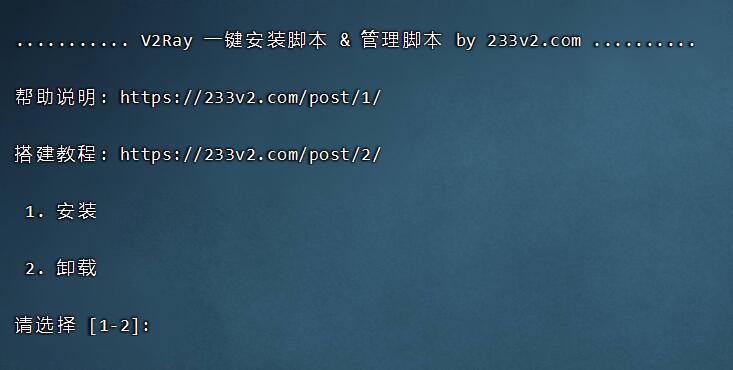 ........... V2Ray 一键安装脚本 & 管理脚本 by 233v2.com ..........
帮助说明: https://233v2.com/post/1/
搭建教程: https://233v2.com/post/2/
1. 安装
2. 卸载
请选择 [1-2]: